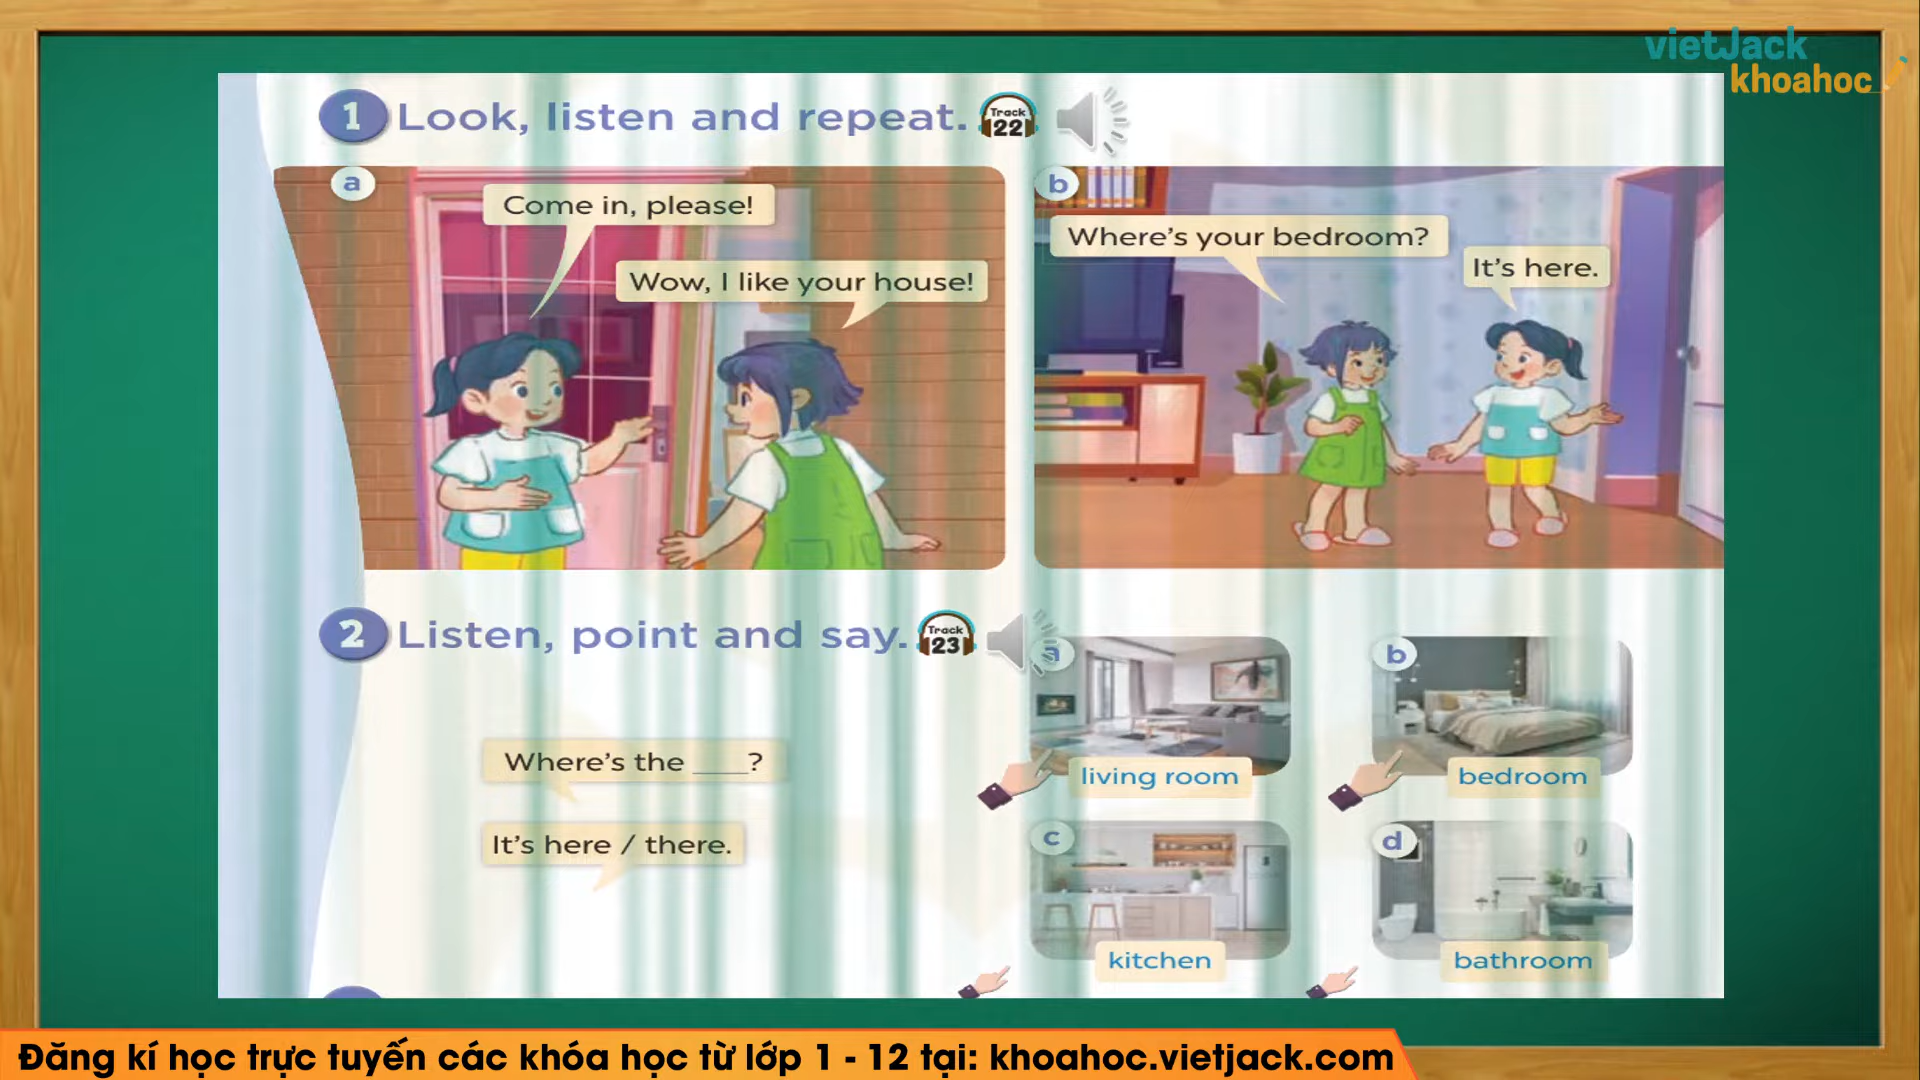 vietJack
khoahoc
1 Look, listen and repeat. Track 22
a
Come in, please!
Wow, I like your house!
b
Where's your bedroom?
It's here.
2 Listen, point and say. Track 23
Where's the ____?
It's here / there.
a
living room
b
bedroom
c
kitchen
d
bathroom
Đăng kí học trực tuyến các khóa học từ lớp 1 - 12 tại: khoahoc.vietjack.com